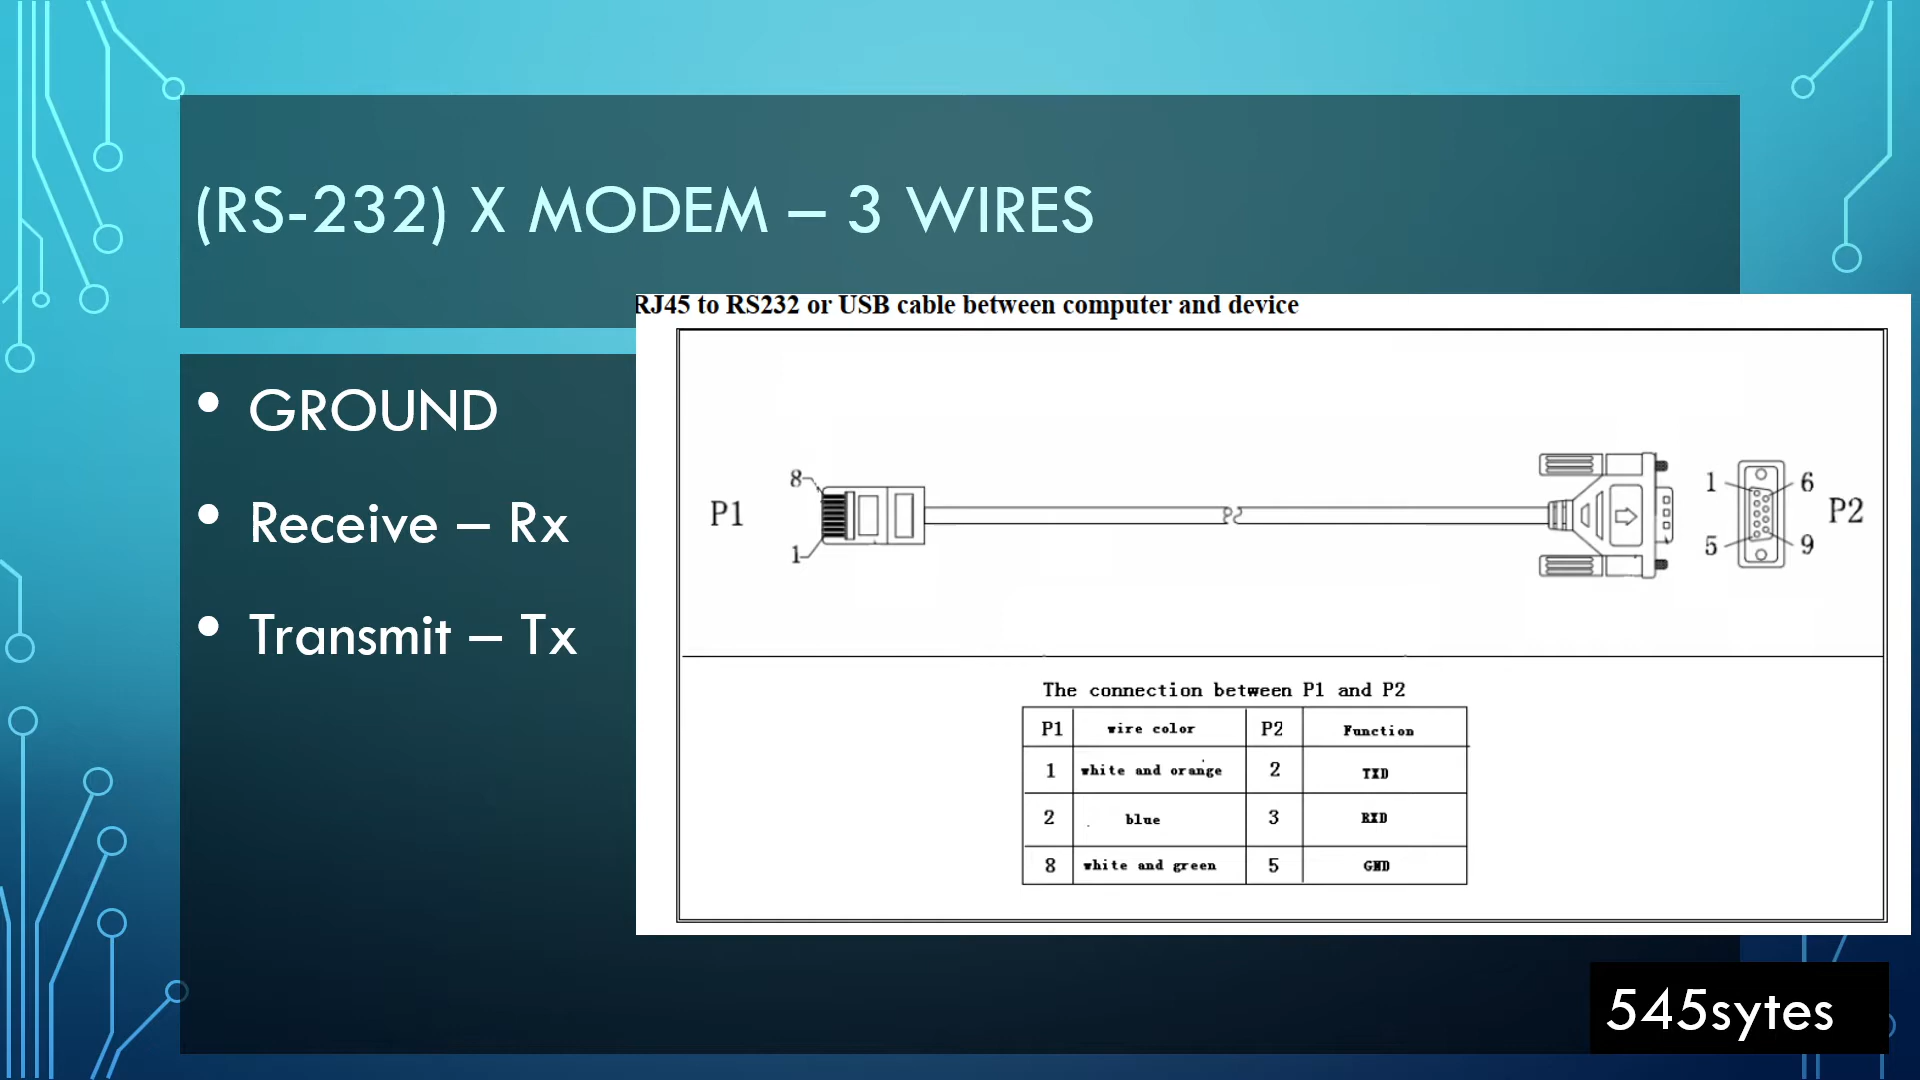 (RS-232) X MODEM – 3 WIRES
RJ45 to RS232 or USB cable between computer and device
• GROUND
• Receive – Rx
• Transmit – Tx
P1
8
1
1
6
5
9
P2
The connection between P1 and P2
P1 wire color P2 Function
1 white and orange 2 TXD
2 blue 3 RXD
8 white and green 5 GND
545sytes